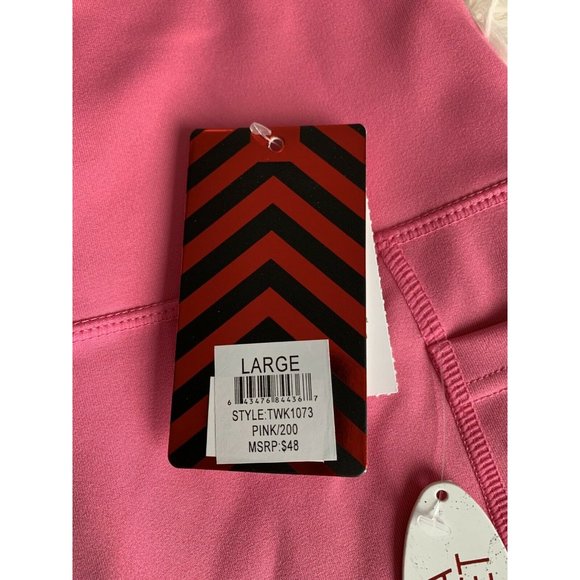 LARGE
6 43476 84436 7
STYLE:TWK1073
PINK/200
MSRP:$48